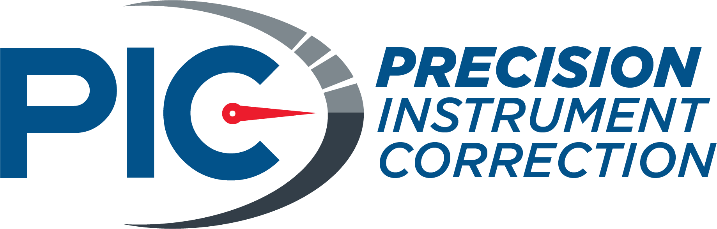 PIC
PRECISION
INSTRUMENT
CORRECTION